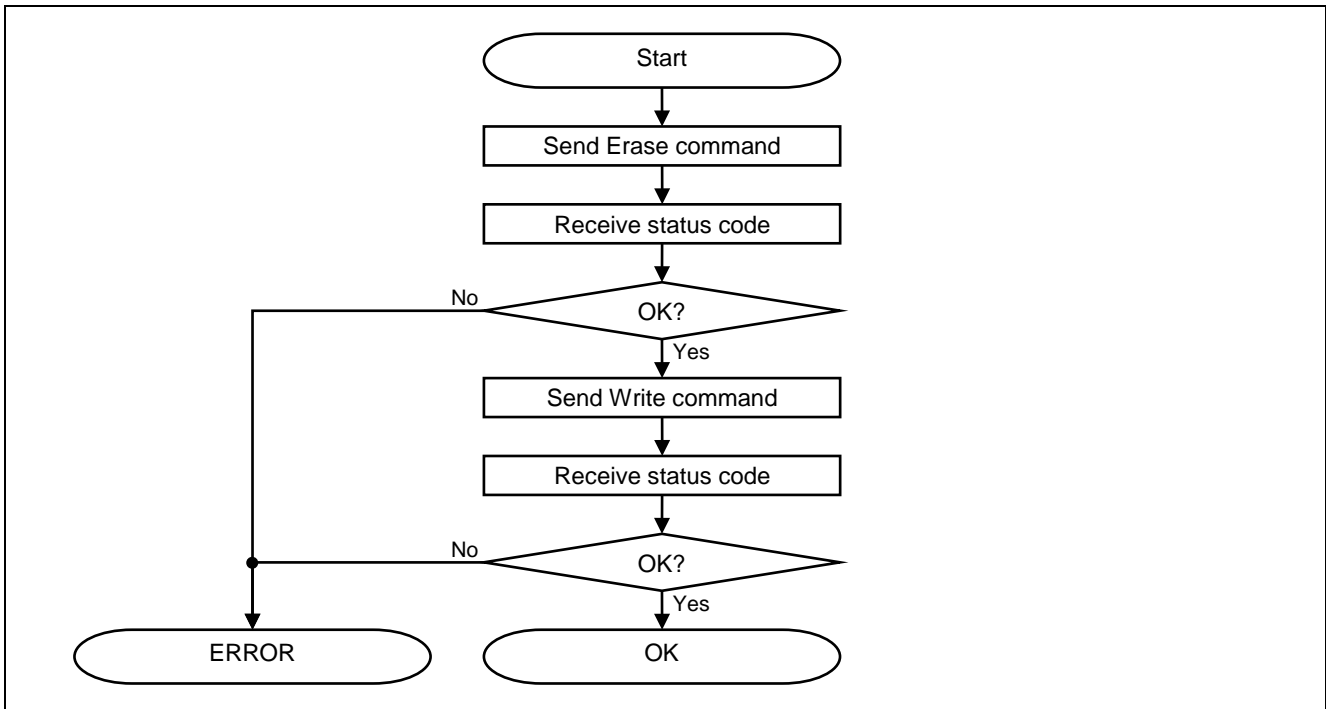 Start
Send Erase command
Receive status code
No
OK?
Yes
Send Write command
Receive status code
No
OK?
Yes
ERROR
OK